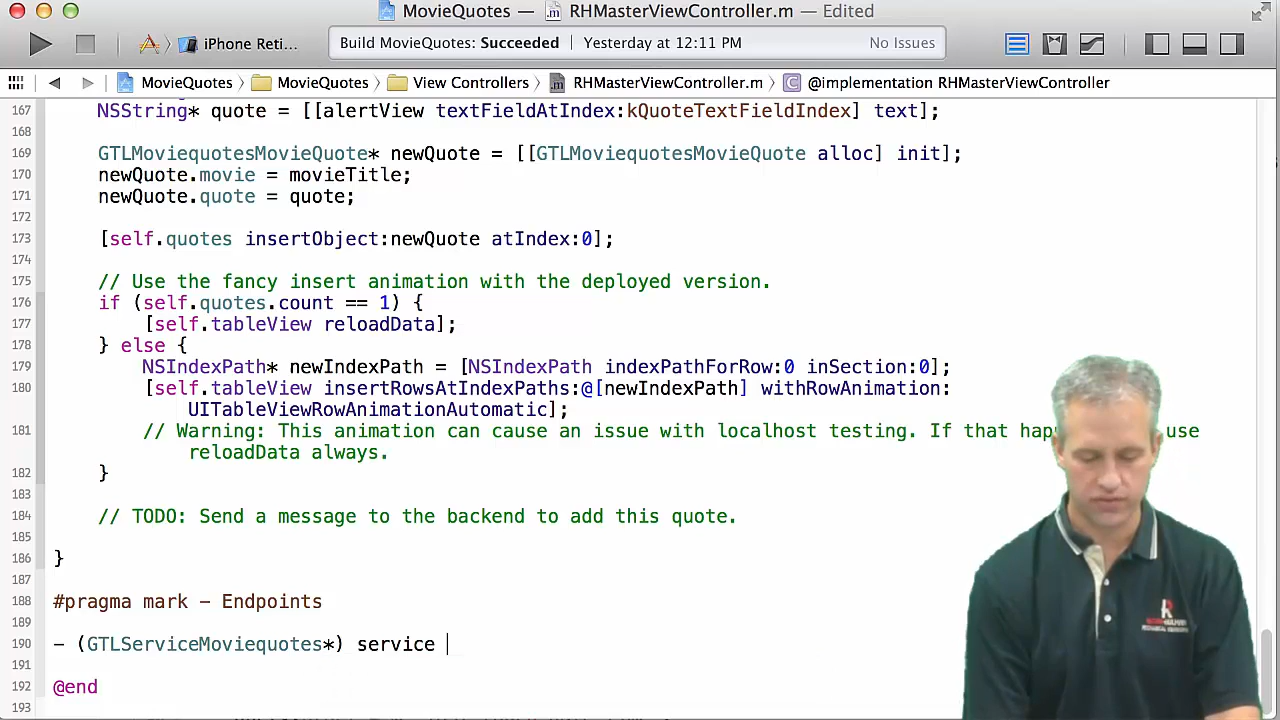 MovieQuotes — RHMasterViewController.m — Edited
iPhone Reti... Build MovieQuotes: Succeeded | Yesterday at 12:11 PM No Issues
MovieQuotes MovieQuotes View Controllers RHMasterViewController.m @implementation RHMasterViewController
167 NSString* quote = [[alertView textFieldAtIndex:kQuoteTextFieldIndex] text];
168
169 GTLMoviequotesMovieQuote* newQuote = [[GTLMoviequotesMovieQuote alloc] init];
170 newQuote.movie = movieTitle;
171 newQuote.quote = quote;
172
173 [self.quotes insertObject:newQuote atIndex:0];
174
175 // Use the fancy insert animation with the deployed version.
176 if (self.quotes.count == 1) {
177 [self.tableView reloadData];
178 } else {
179 NSIndexPath* newIndexPath = [NSIndexPath indexPathForRow:0 inSection:0];
180 [self.tableView insertRowsAtIndexPaths:@[newIndexPath] withRowAnimation:
UITableViewRowAnimationAutomatic];
181 // Warning: This animation can cause an issue with localhost testing. If that use
reloadData always.
182 }
183
184 // TODO: Send a message to the backend to add this quote.
185
186 }
187
188 #pragma mark - Endpoints
189
190 - (GTLServiceMoviequotes*) service
191
192 @end
193